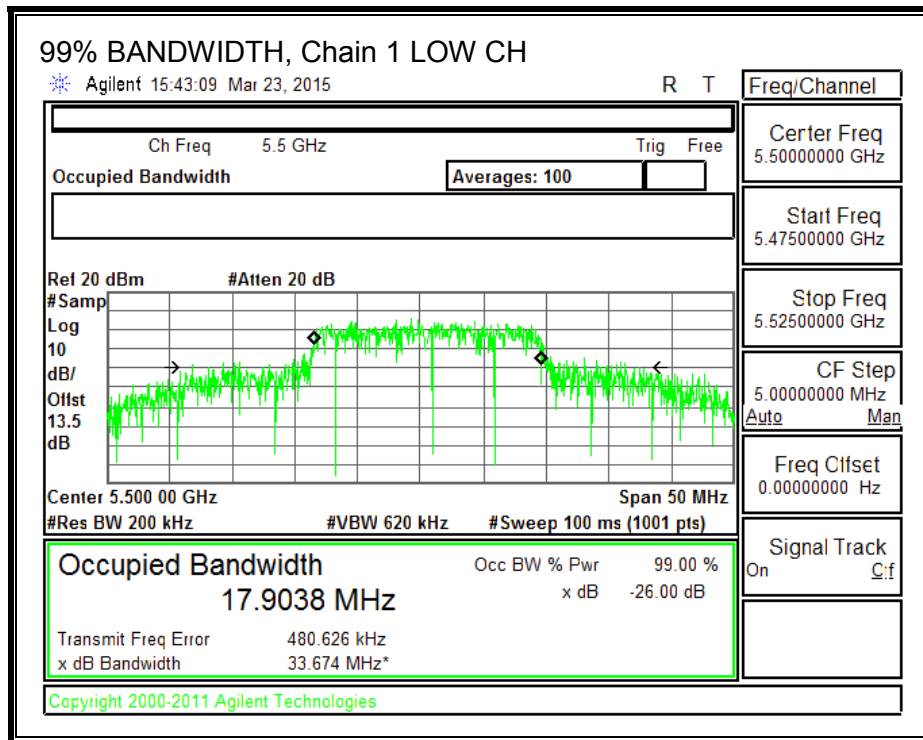 99% BANDWIDTH, Chain 1 LOW CH
Agilent 15:43:09 Mar 23, 2015 R T
Freq/Channel
Ch Freq 5.5 GHz Trig Free
Occupied Bandwidth Averages: 100
Center Freq
5.50000000 GHz
Start Freq
5.47500000 GHz
Stop Freq
5.52500000 GHz
CF Step
5.00000000 MHz
Auto Man
Freq Offset
0.00000000 Hz
Signal Track
On Off
Ref 20 dBm #Atten 20 dB
#Samp
Log
10
dB/
Offst
13.5
dB
Center 5.500 00 GHz Span 50 MHz
#Res BW 200 kHz #VBW 620 kHz #Sweep 100 ms (1001 pts)
Occupied Bandwidth Occ BW % Pwr 99.00 %
17.9038 MHz x dB -26.00 dB
Transmit Freq Error 480.626 kHz
x dB Bandwidth 33.674 MHz*
Copyright 2000-2011 Agilent Technologies